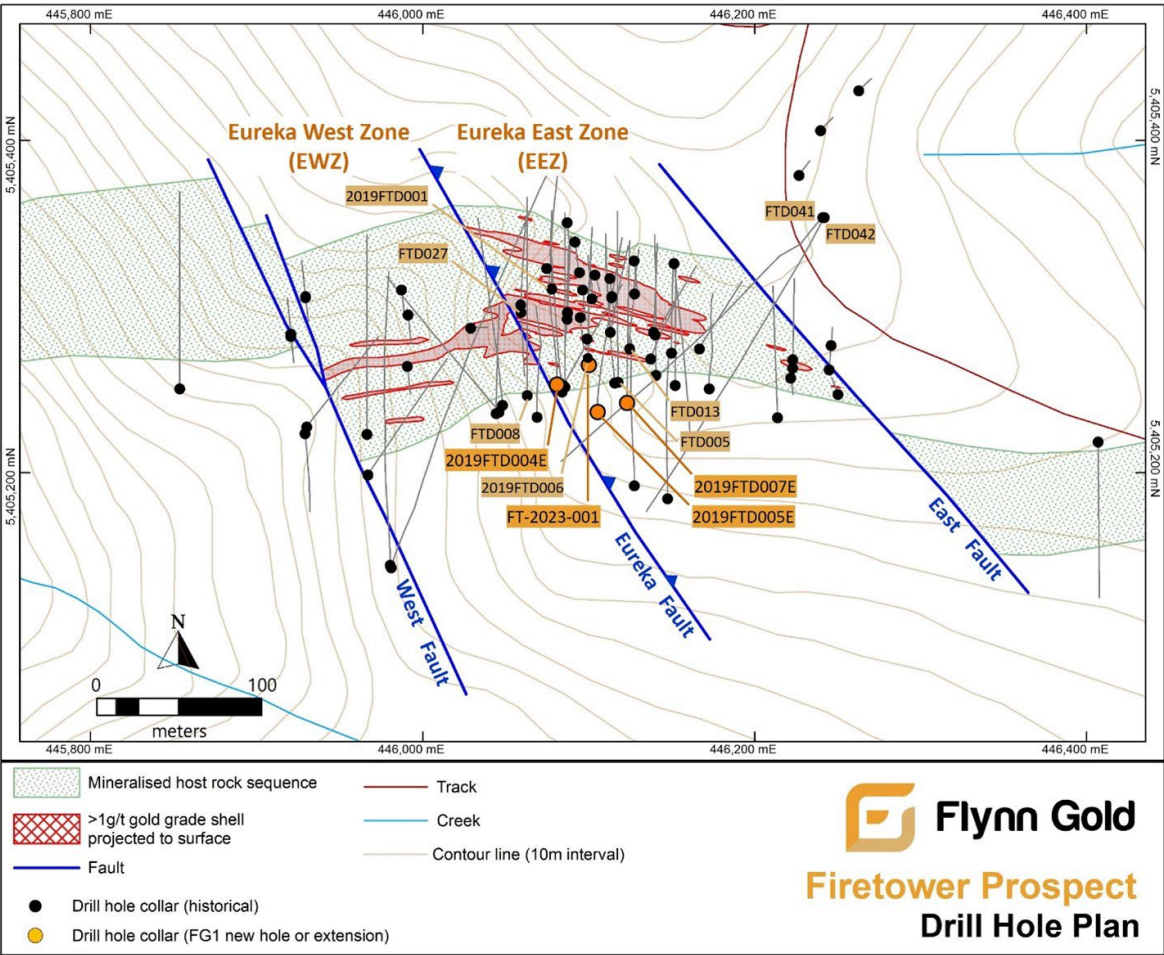 445,800 mE
446,000 mE
446,200 mE
446,400 mE
5,405,400 mN
5,405,400 mN
Eureka West Zone
(EWZ)
Eureka East Zone
(EEZ)
2019FTD001
FTD041
FTD042
FTD027
FTD013
FTD008
FTD005
2019FTD004E
2019FTD006
2019FTD007E
FT-2023-001
2019FTD005E
5,405,200 mN
5,405,200 mN
West Fault
Eureka Fault
East Fault
N
0 100
meters
445,800 mE
446,000 mE
446,200 mE
446,400 mE
Mineralised host rock sequence
>1g/t gold grade shell
projected to surface
Fault
Drill hole collar (historical)
Drill hole collar (FG1 new hole or extension)
Track
Creek
Contour line (10m interval)
Flynn Gold
Firetower Prospect
Drill Hole Plan